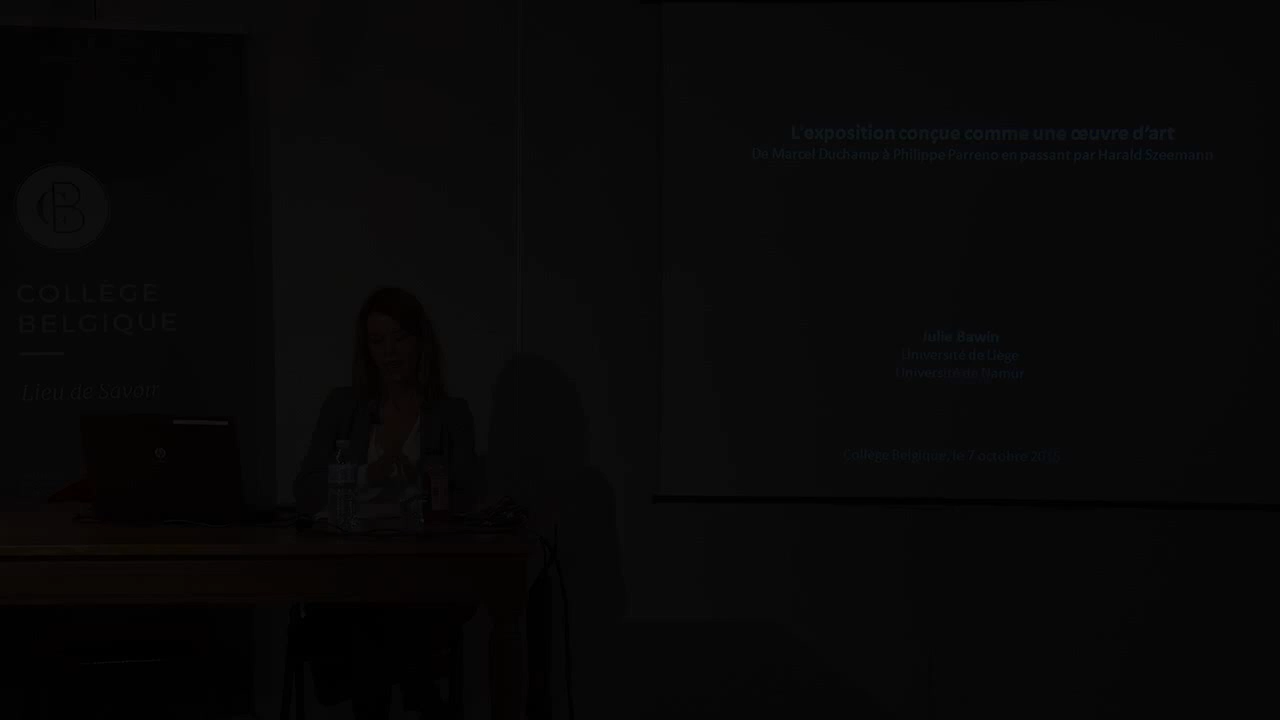 COLLÈGE
BELGIQUE
Lieu de Savoir
L'exposition conçue comme une œuvre d'art
De Marcel Duchamp à Philippe Parreno en passant par Harald Szeemann
Julie Bawin
Université de Liège
Université de Namur
Collège Belgique, le 7 octobre 2015